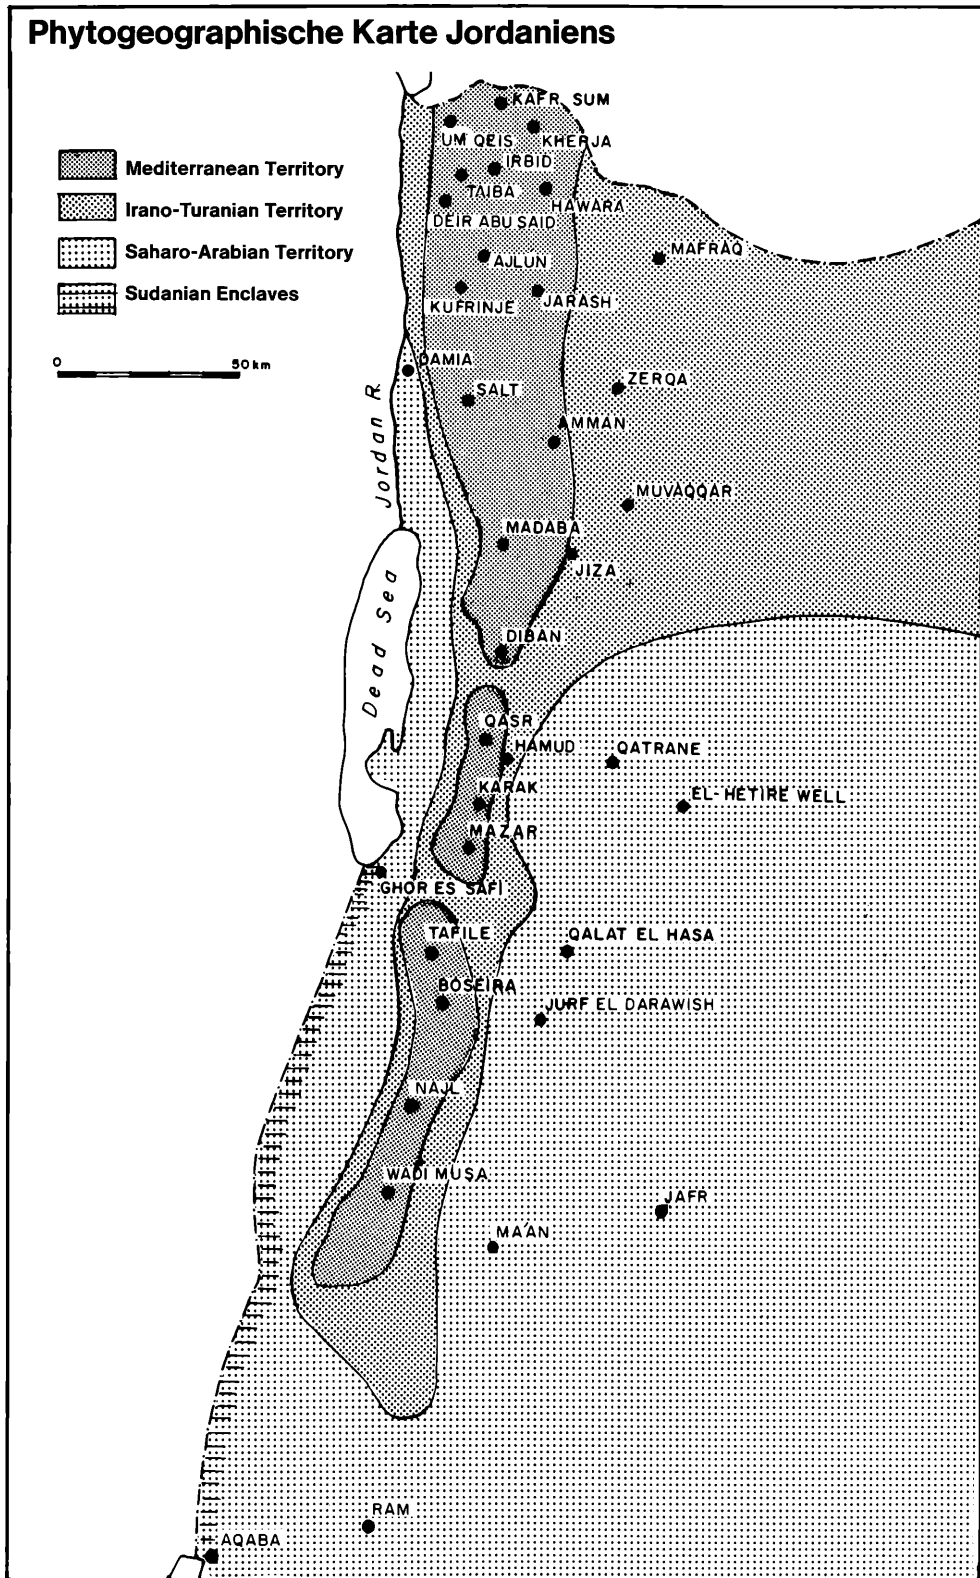 Phytogeographische Karte Jordaniens
Mediterranean Territory
Irano-Turanian Territory
Saharo-Arabian Territory
Sudanian Enclaves
0 50 km
KAFR SUM
UM QEIS
KHERJA
IRBID
TAIBA
HAWARA
DEIR ABU SAID
MAFRAQ
AJLUN
KUFRINJE
JARASH
DAMIA
ZERQA
SALT
Jordan R.
AMMAN
MUVAQQAR
MADABA
JIZA
Dead Sea
DIBAN
QASR
HAMUD
QATRANE
KARAK
EL-HETIRE WELL
MAZAR
GHOR ES SAFI
TAFILE
QALAT EL HASA
BOSEIRA
JURF EL DARAWISH
NAJL
WADI MUSA
JAFR
MA'AN
RAM
AQABA